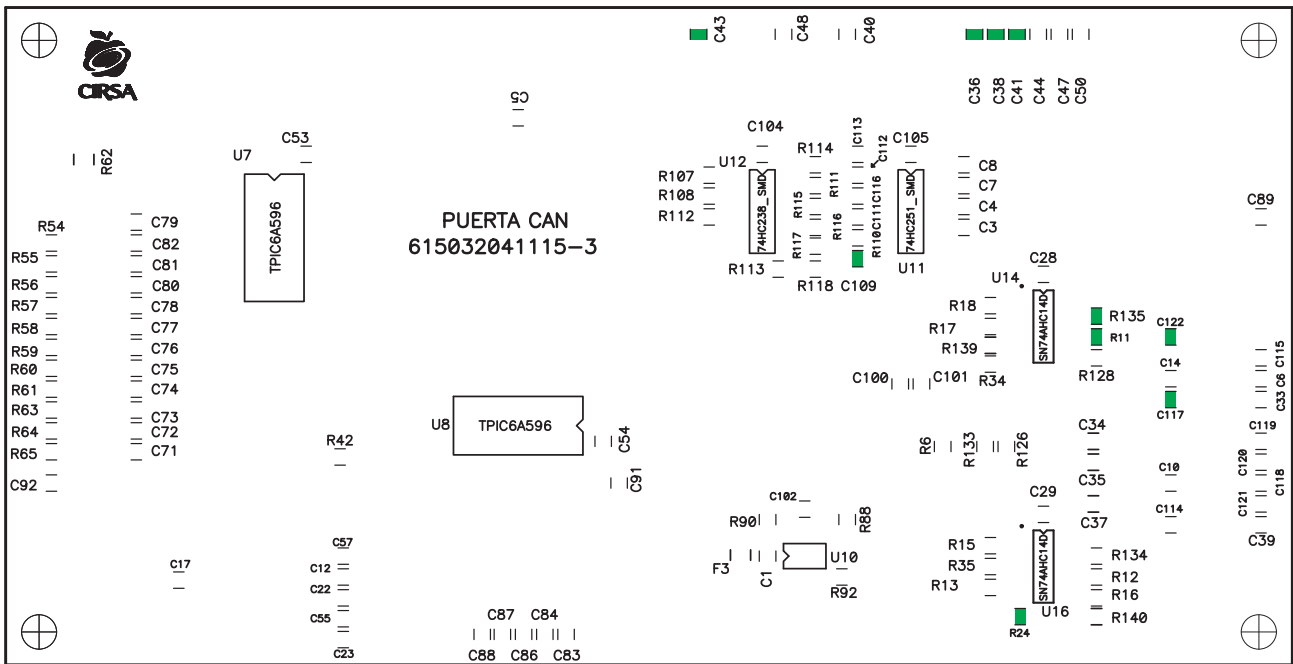 C43
C48
C40
C36
C38
C41
C44
C47
C50
CIRSA
C5
C53
C104
C113
C105
C112
R62
U7
U12
R114
R107
R108
R112
R111
R115
R116
R117
C116
C111
R110
C8
C7
C4
C3
C89
74HC238_SMD
74HC251_SMD
TPIC6A596
PUERTA CAN
615032041115-3
R54
R55
R56
R57
R58
R59
R60
R61
R63
R64
R65
C92
C79
C82
C81
C80
C78
C77
C76
C75
C74
C73
C72
C71
R113
R118
C109
U11
C28
U14
R18
R17
R139
R34
SN74AHC14D
R135
R11
R128
C122
C14
C117
C115
C6
C33
C100
C101
U8
TPIC6A596
C54
C91
R42
R6
R133
R126
C34
C35
C37
C10
C114
C119
C120
C118
C121
C39
C102
R90
R88
F3
C1
U10
R92
C29
R15
R35
R13
SN74AHC14D
U16
R24
R134
R12
R16
R140
C57
C12
C22
C55
C23
C17
C87
C84
C88
C86
C83